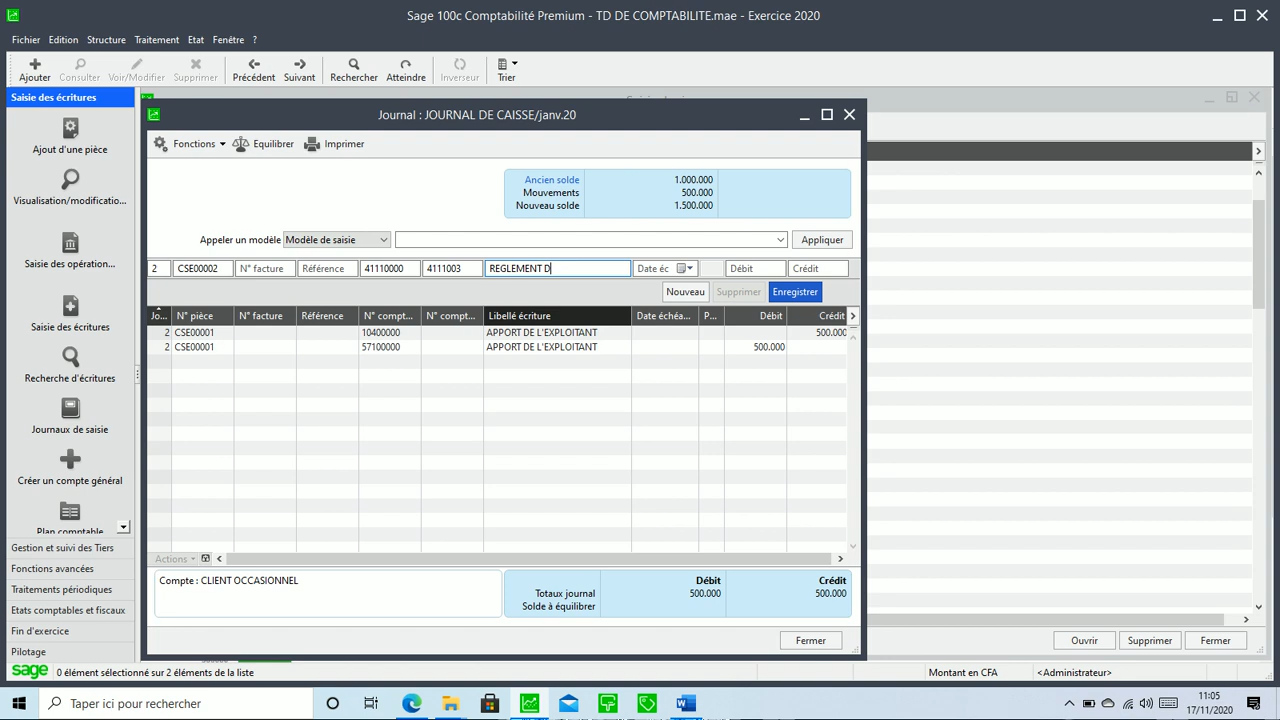 Sage 100c Comptabilité Premium - TD DE COMPTABILITE.mae - Exercice 2020
Fichier Edition Structure Traitement Etat Fenêtre ?
Ajouter Consulter Voir/Modifier Supprimer Précédent Suivant Rechercher Atteindre Inverseur Trier
Saisie des écritures
Ajout d'une pièce
Visualisation/modificatio...
Saisie des opération...
Saisie des écritures
Recherche d'écritures
Journaux de saisie
Créer un compte général
Plan comptable
Gestion et suivi des Tiers
Fonctions avancées
Traitements périodiques
Etats comptables et fiscaux
Fin d'exercice
Pilotage
Journal : JOURNAL DE CAISSE/janv.20
Fonctions Equilibrer Imprimer
Ancien solde 1.000.000
Mouvements 500.000
Nouveau solde 1.500.000
Appeler un modèle Modèle de saisie Appliquer
2 CSE00002 N° facture Référence 41110000 4111003 REGLEMENT D Date éc Débit Crédit
Nouveau Supprimer Enregistrer
Jo... N° pièce N° facture Référence N° compt... N° compt... Libellé écriture Date échéa... P... Débit Crédit
2 CSE00001 10400000 APPORT DE L'EXPLOITANT 500.000
2 CSE00001 57100000 APPORT DE L'EXPLOITANT 500.000
Actions
Compte : CLIENT OCCASIONNEL
Débit Crédit
Totaux journal 500.000 500.000
Solde à équilibrer
Fermer
Ouvrir Supprimer Fermer
sage 0 élément sélectionné sur 2 éléments de la liste Montant en CFA <Administrateur>
Taper ici pour rechercher
11:05
17/11/2020